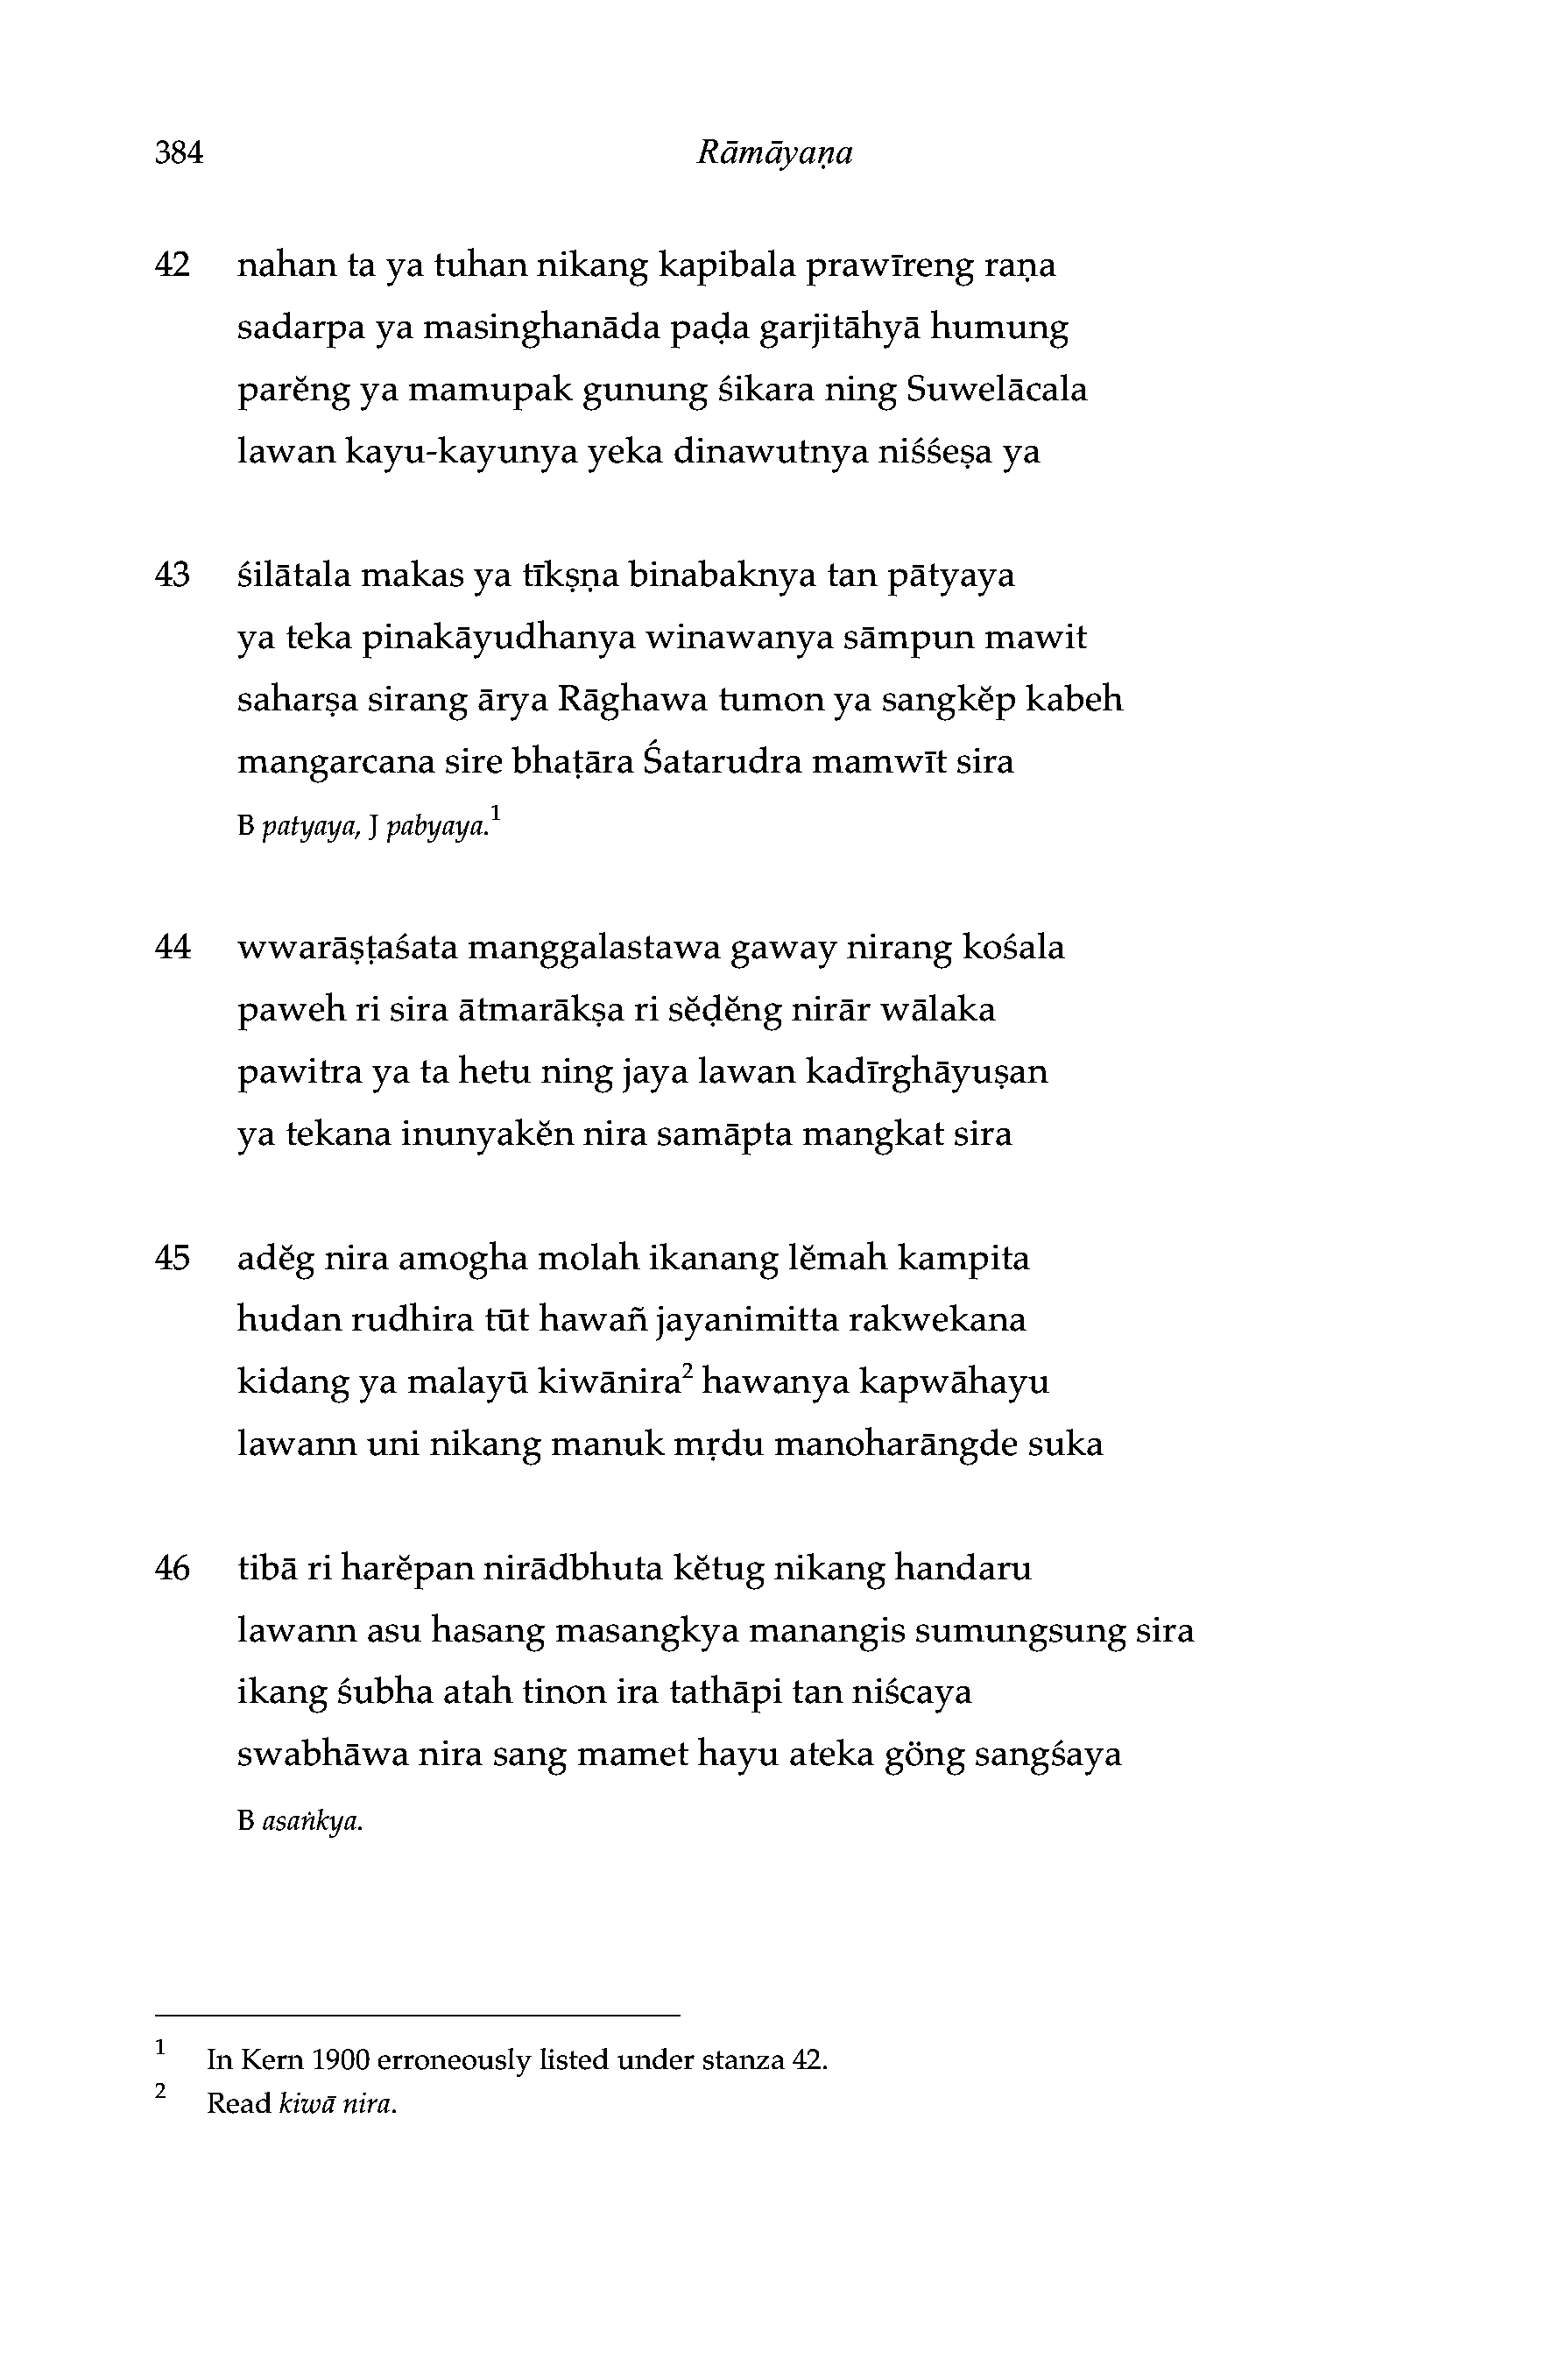 384 Rāmāyaṇa
42 nahan ta ya tuhan nikang kapibala prawīreng raṇa
sadarpa ya masinghanāda paḍa garjitāhyā humung
parĕng ya mamupak gunung śikara ning Suwelācala
lawan kayu-kayunya yeka dinawutnya niśśeṣa ya
43 śilātala makas ya tīkṣṇa binabaknya tan pātyaya
ya teka pinakāyudhanya winawanya sāmpun mawit
saharṣa sirang ārya Rāghawa tumon ya sangkĕp kabeh
mangarcana sire bhaṭāra Śatarudra mamwīt sira
B patyaya, J pabyaya.1
44 wwarāṣṭaśata manggalastawa gaway nirang kośala
paweh ri sira ātmarākṣa ri sĕḍĕng nirār wālaka
pawitra ya ta hetu ning jaya lawan kadīrghāyuṣan
ya tekana inunyakĕn nira samāpta mangkat sira
45 adĕg nira amogha molah ikanang lĕmah kampita
hudan rudhira tūt hawañ jayanimitta rakwekana
kidang ya malayū kiwānira2 hawanya kapwāhayu
lawann uni nikang manuk mṛdu manoharāngde suka
46 tibā ri harĕpan nirādbhuta kĕtug nikang handaru
lawann asu hasang masangkya manangis sumungsung sira
ikang śubha atah tinon ira tathāpi tan niścaya
swabhāwa nira sang mamet hayu ateka göng sangśaya
B asaṅkya.
1 In Kern 1900 erroneously listed under stanza 42.
2 Read kiwā nira.